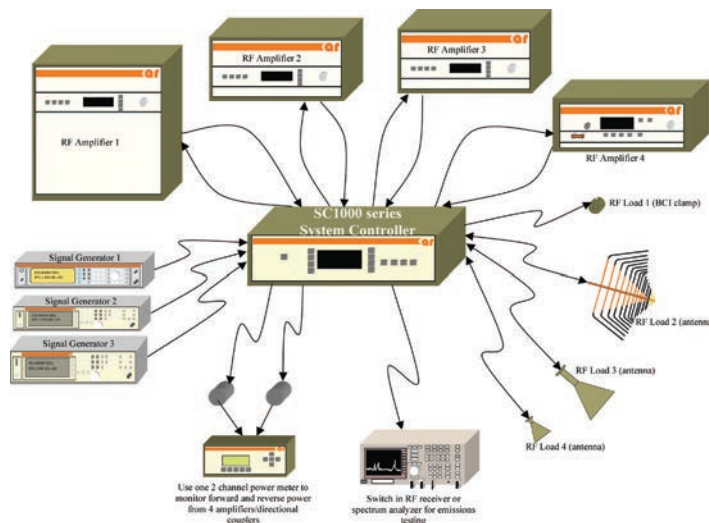 ar
RF Amplifier 1
ar
RF Amplifier 2
ar
RF Amplifier 3
ar
RF Amplifier 4
SC1000 series
System Controller
ar
RF Load 1 (BCI clamp)
Signal Generator 1
Signal Generator 2
Signal Generator 3
RF Load 2 (antenna
RF Load 3 (antenna)
RF Load 4 (antenna)
Use one 2 channel power meter to
monitor forward and reverse power
from 4 amplifiers/directional
couplers
Switch in RF receiver or
spectrum analyzer for emissions
testing